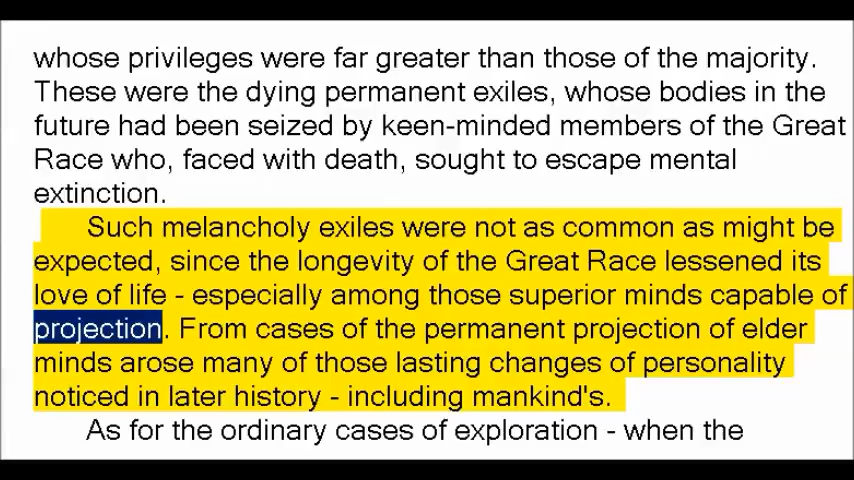 whose privileges were far greater than those of the majority.
These were the dying permanent exiles, whose bodies in the
future had been seized by keen-minded members of the Great
Race who, faced with death, sought to escape mental
extinction.
Such melancholy exiles were not as common as might be
expected, since the longevity of the Great Race lessened its
love of life - especially among those superior minds capable of
projection. From cases of the permanent projection of elder
minds arose many of those lasting changes of personality
noticed in later history - including mankind's.
As for the ordinary cases of exploration - when the